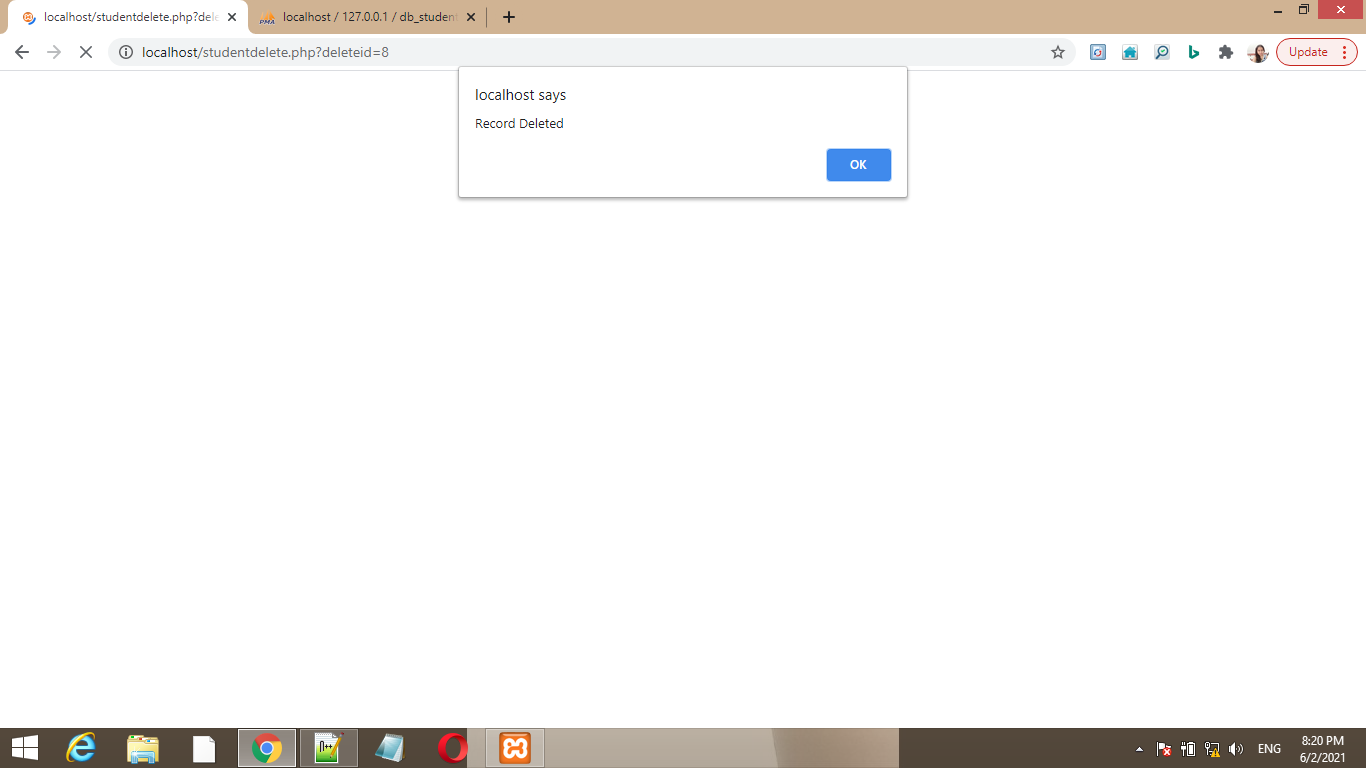 localhost/studentdelete.php?dele
localhost / 127.0.0.1 / db_student
localhost/studentdelete.php?deleteid=8
Update
localhost says
Record Deleted
OK
ENG
8:20 PM
6/2/2021